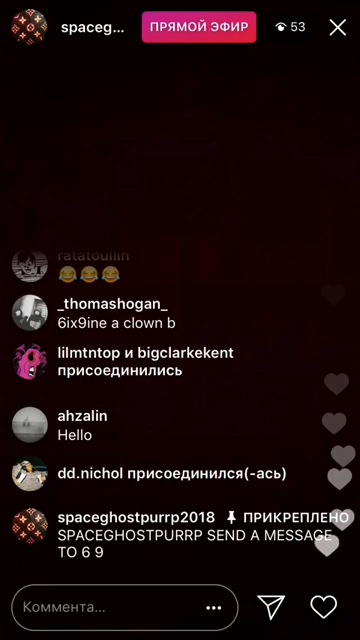 spaceg...
ПРЯМОЙ ЭФИР
53
ratatoullin
😂😂😂
_thomashogan_
6ix9ine a clown b
lilmtntop и bigclarkekent
присоединились
ahzalin
Hello
dd.nichol присоединился(-ась)
spaceghostpurrp2018 ПРИКРЕПЛЕНО
SPACEGHOSTPURRP SEND A MESSAGE
TO 6 9
Коммента...